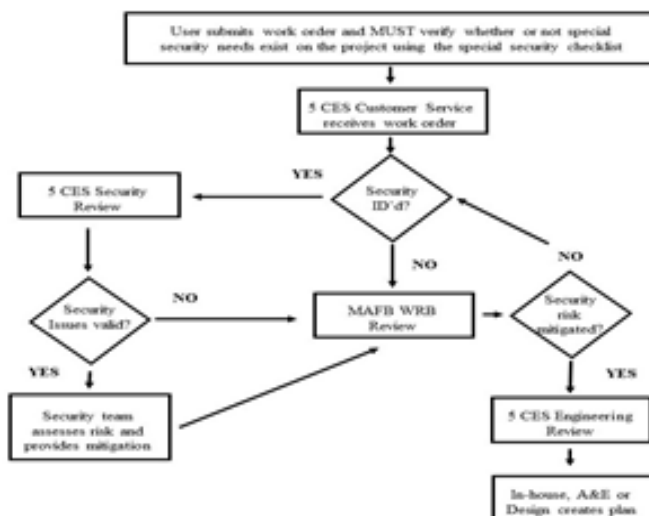 User submits work order and MUST verify whether or not special
security needs exist on the project using the special security checklist
5 CES Customer Service
receives work order
YES
5 CES Security
Review
Security
ID'd?
NO
NO
Security
Issues valid?
NO
MAFB WRB
Review
Security
risk
mitigated?
YES
YES
Security team
assesses risk and
provides mitigation
5 CES Engineering
Review
In-house, A&E or
Design creates plan